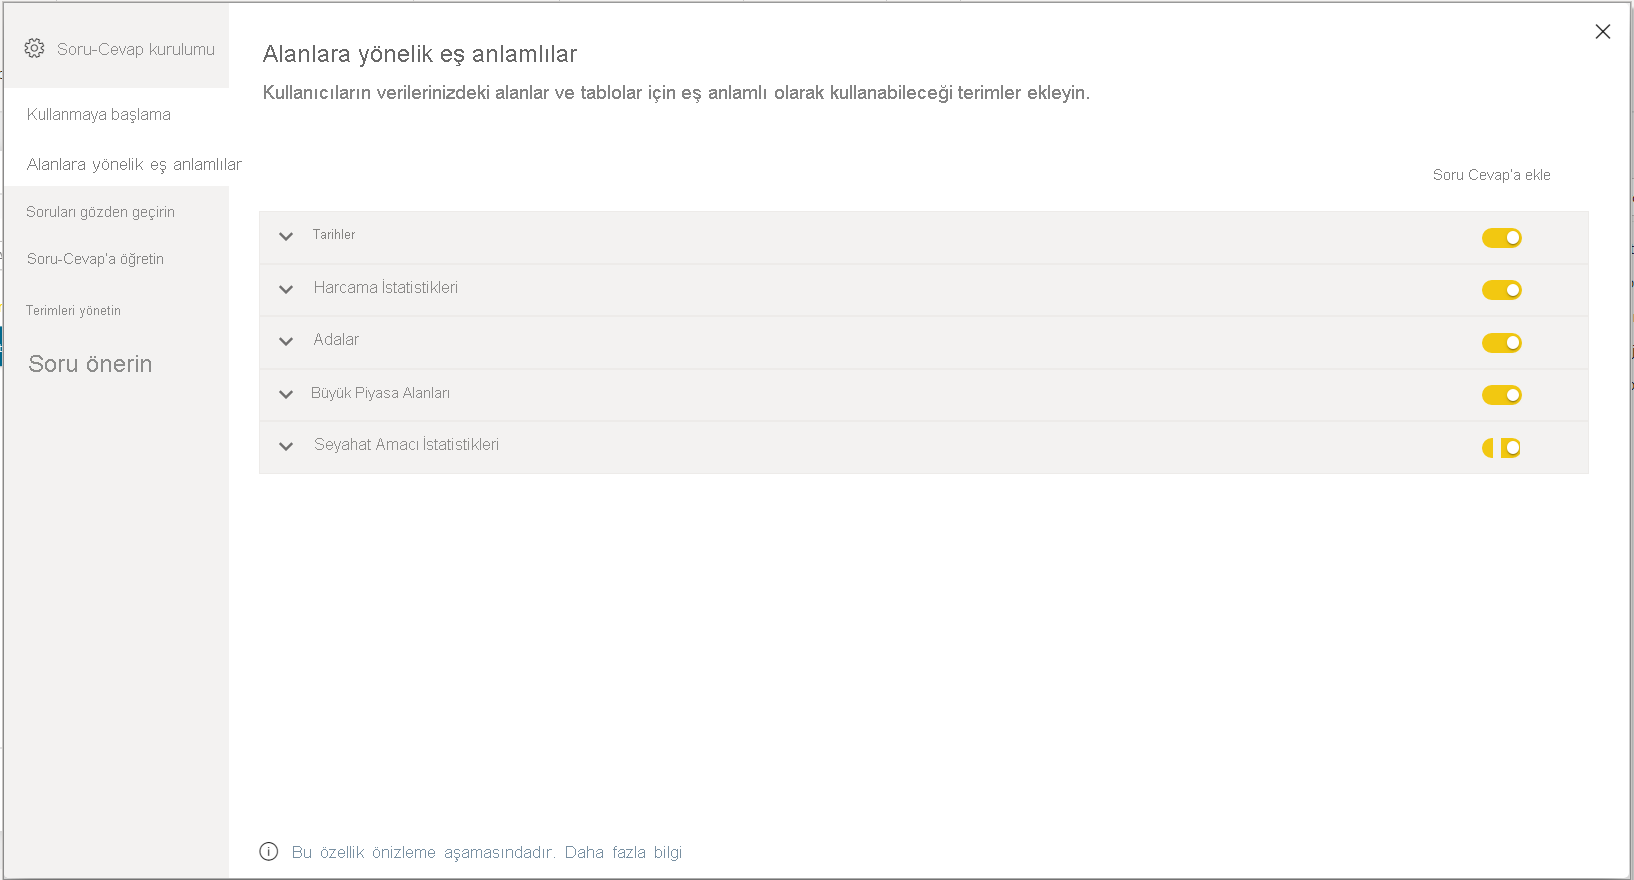 Soru-Cevap kurulumu
Kullanmaya başlama
Alanlara yönelik eş anlamlılar
Soruları gözden geçirin
Soru-Cevap'a öğretin
Terimleri yönetin
Soru önerin
Alanlara yönelik eş anlamlılar
Kullanıcıların verilerinizdeki alanlar ve tablolar için eş anlamlı olarak kullanabileceği terimler ekleyin.
Soru Cevap'a ekle
Tarihler
Harcama İstatistikleri
Adalar
Büyük Piyasa Alanları
Seyahat Amacı İstatistikleri
Bu özellik önizleme aşamasındadır. Daha fazla bilgi